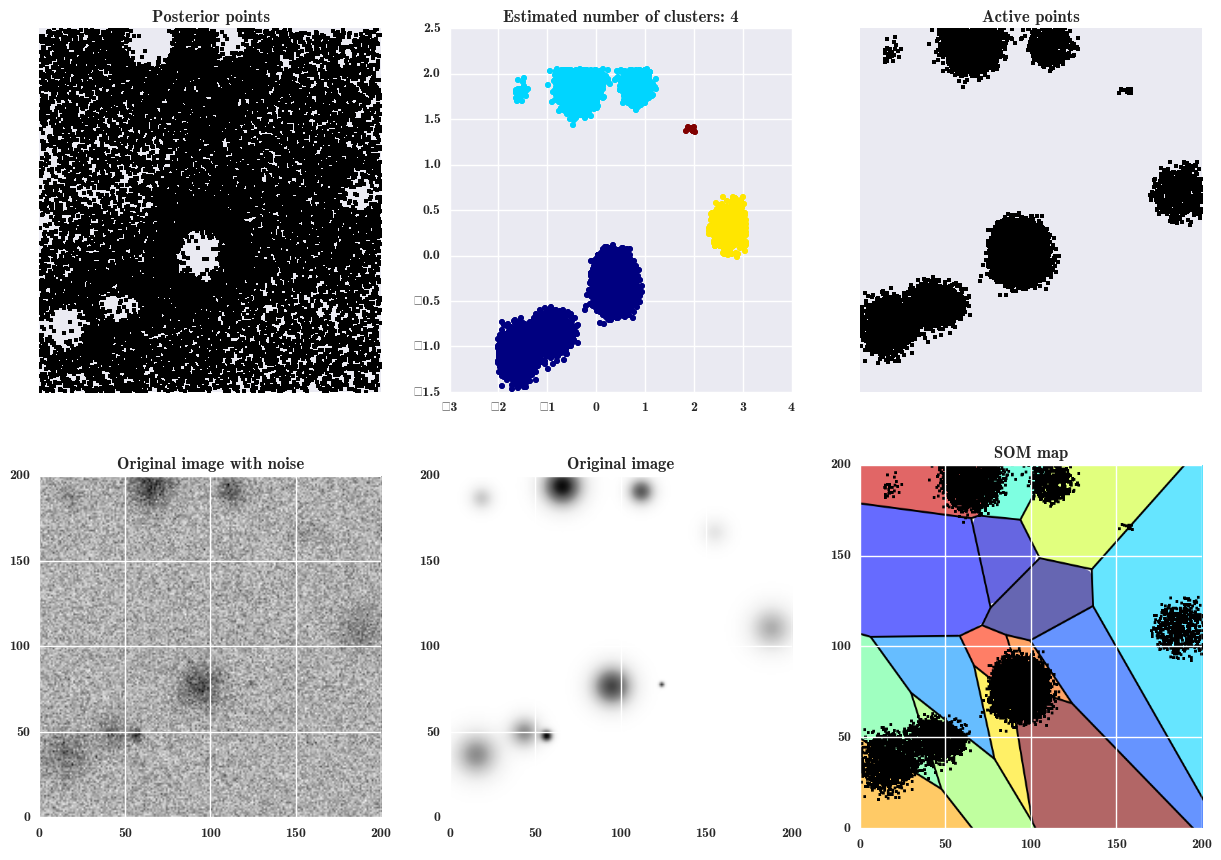 Posterior points
Estimated number of clusters: 4
Active points
2.5
2.0
1.5
1.0
0.5
0.0
□0.5
□1.0
□1.5
□3 □2 □1 0 1 2 3 4
Original image with noise
Original image
SOM map
200
150
100
50
0
0 50 100 150 200
200
150
100
50
0
0 50 100 150 200
200
150
100
50
0
0 50 100 150 200